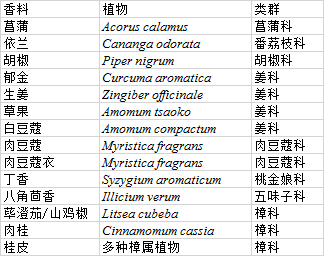 香料 植物 类群
菖蒲 Acorus calamus 菖蒲科
依兰 Cananga odorata 番荔枝科
胡椒 Piper nigrum 胡椒科
郁金 Curcuma aromatica 姜科
生姜 Zingiber officinale 姜科
草果 Amomum tsaoko 姜科
白豆蔻 Amomum compactum 姜科
肉豆蔻 Myristica fragrans 肉豆蔻科
肉豆蔻衣 Myristica fragrans 肉豆蔻科
丁香 Syzygium aromaticum 桃金娘科
八角茴香 Illicium verum 五味子科
荜澄茄/山鸡椒 Litsea cubeba 樟科
肉桂 Cinnamomum cassia 樟科
桂皮 多种樟属植物 樟科